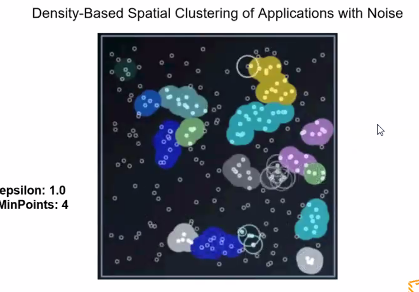 Density-Based Spatial Clustering of Applications with Noise
epsilon: 1.0
MinPoints: 4